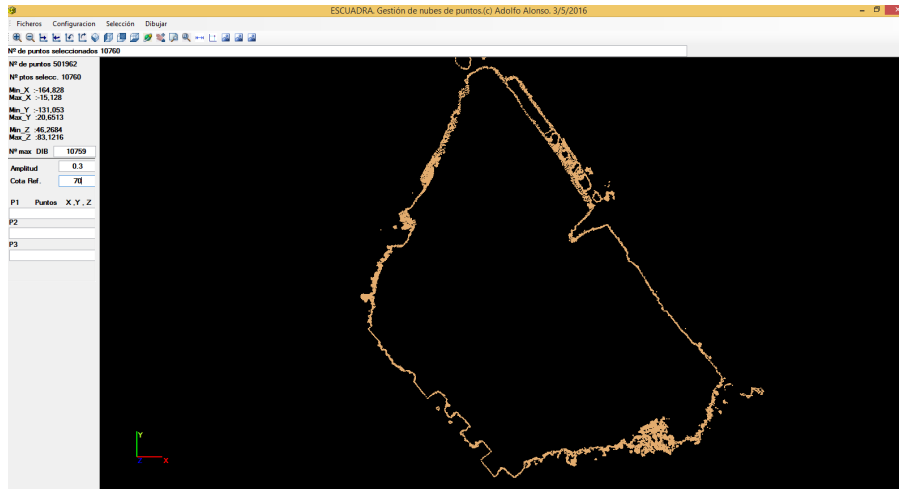 ESCUADRA. Gestión de nubes de puntos.(c) Adolfo Alonso. 3/5/2016
Ficheros Configuracion Selección Dibujar
Nº de puntos seleccionados 10760
Nº de puntos 501962
Nº ptos selecc. 10760
Min_X :-164,828
Max_X :-15,128
Min_Y :-131,053
Max_Y :20,6513
Min_Z :46,2684
Max_Z :83,1216
Nº max DIB 10759
Amplitud 0.3
Cota Ref. 70
P1 Puntos X ,Y , Z
P2
P3
Y
Z X